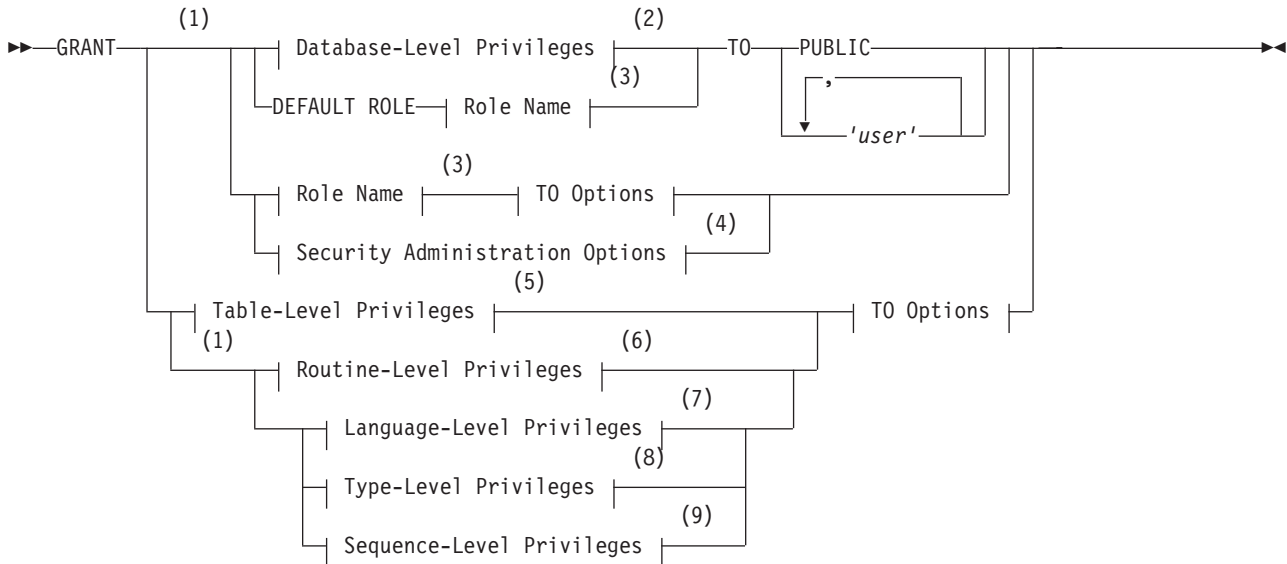 (1) (2)
GRANT Database-Level Privileges TO PUBLIC
(3) ,
DEFAULT ROLE Role Name
'user'
(3)
Role Name TO Options
(4)
Security Administration Options
(5)
Table-Level Privileges TO Options
(1) (6)
Routine-Level Privileges
(7)
Language-Level Privileges
(8)
Type-Level Privileges
(9)
Sequence-Level Privileges